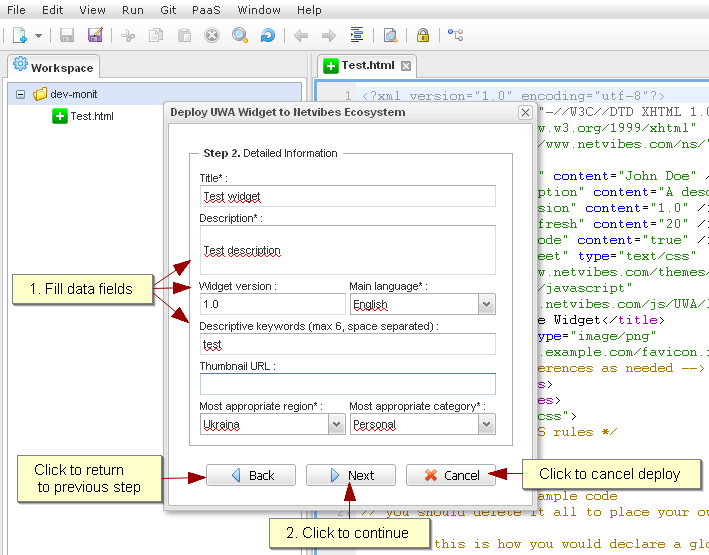 File Edit View Run Git PaaS Window Help
Workspace
Test.html
dev-monit
Test.html
1 <?xml version="1.0" encoding="utf-8"?>
Deploy UWA Widget to Netvibes Ecosystem
"-//W3C//DTD XHTML 1.0
w.w3.org/1999/xhtml"
/www.netvibes.com/ns/"
Step 2. Detailed Information
Title* :
" content="John Doe" /
Test widget
ption" content="A desc
sion" content="1.0" /
Description* :
fresh" content="20" /
Test description
ode" content="true" /
eet" type="text/css"
w.netvibes.com/themes/
1. Fill data fields
Widget version : Main language* :
/javascript"
1.0 English
.netvibes.com/js/UWA/
Descriptive keywords (max 6, space separated) :
e Widget</title>
test
ype="image/png"
.example.com/favicon.
Thumbnail URL :
erences as needed -->
s>
es>
Most appropriate region* : Most appropriate category* :
css">
Ukraina Personal
S rules */
Click to return
to previous step
Back Next Cancel
Click to cancel deploy
ample code
// you should delete it all to place your ow
2. Click to continue
this is how you would declare a glo